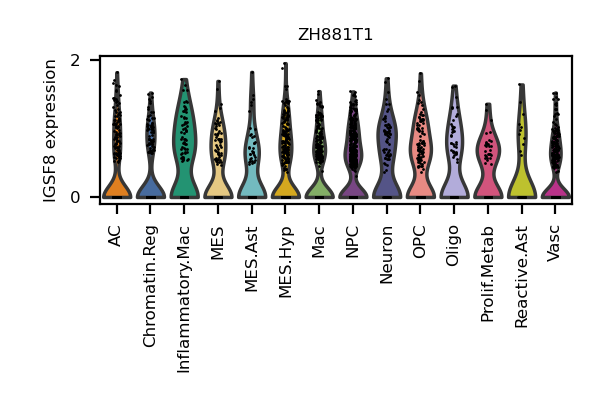 ZH881T1
IGSF8 expression
2
0
AC
Chromatin.Reg
Inflammatory.Mac
MES
MES.Ast
MES.Hyp
Mac
NPC
Neuron
OPC
Oligo
Prolif.Metab
Reactive.Ast
Vasc